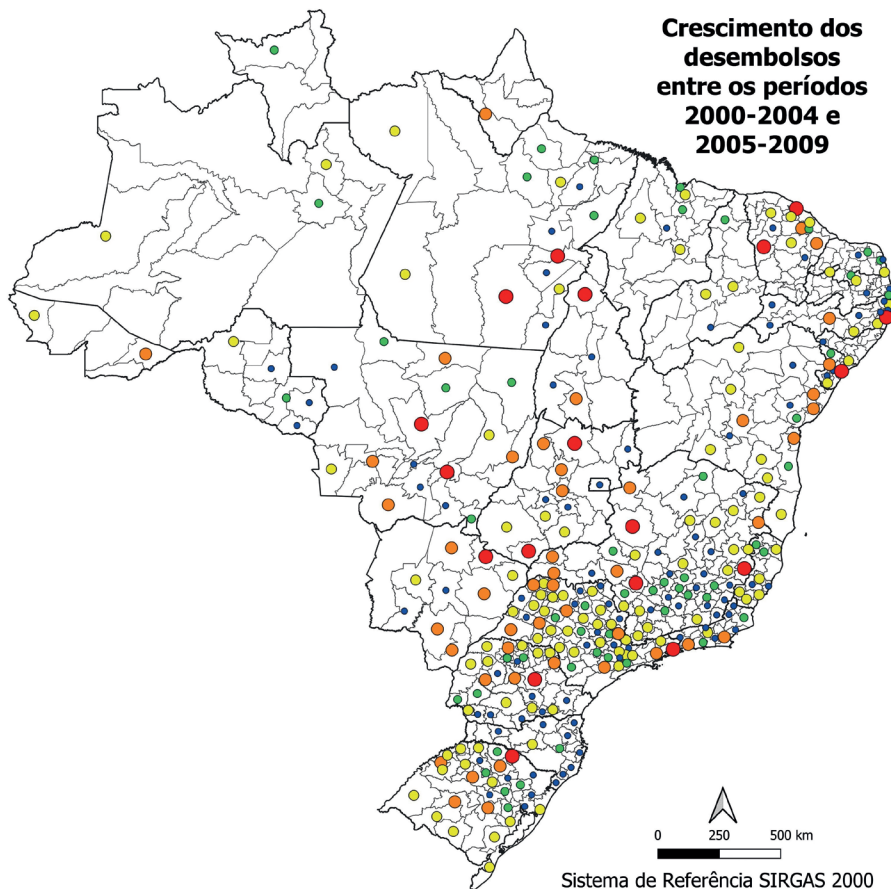 Crescimento dos
desembolsos
entre os períodos
2000-2004 e
2005-2009
0 250 500 km
Sistema de Referência SIRGAS 2000